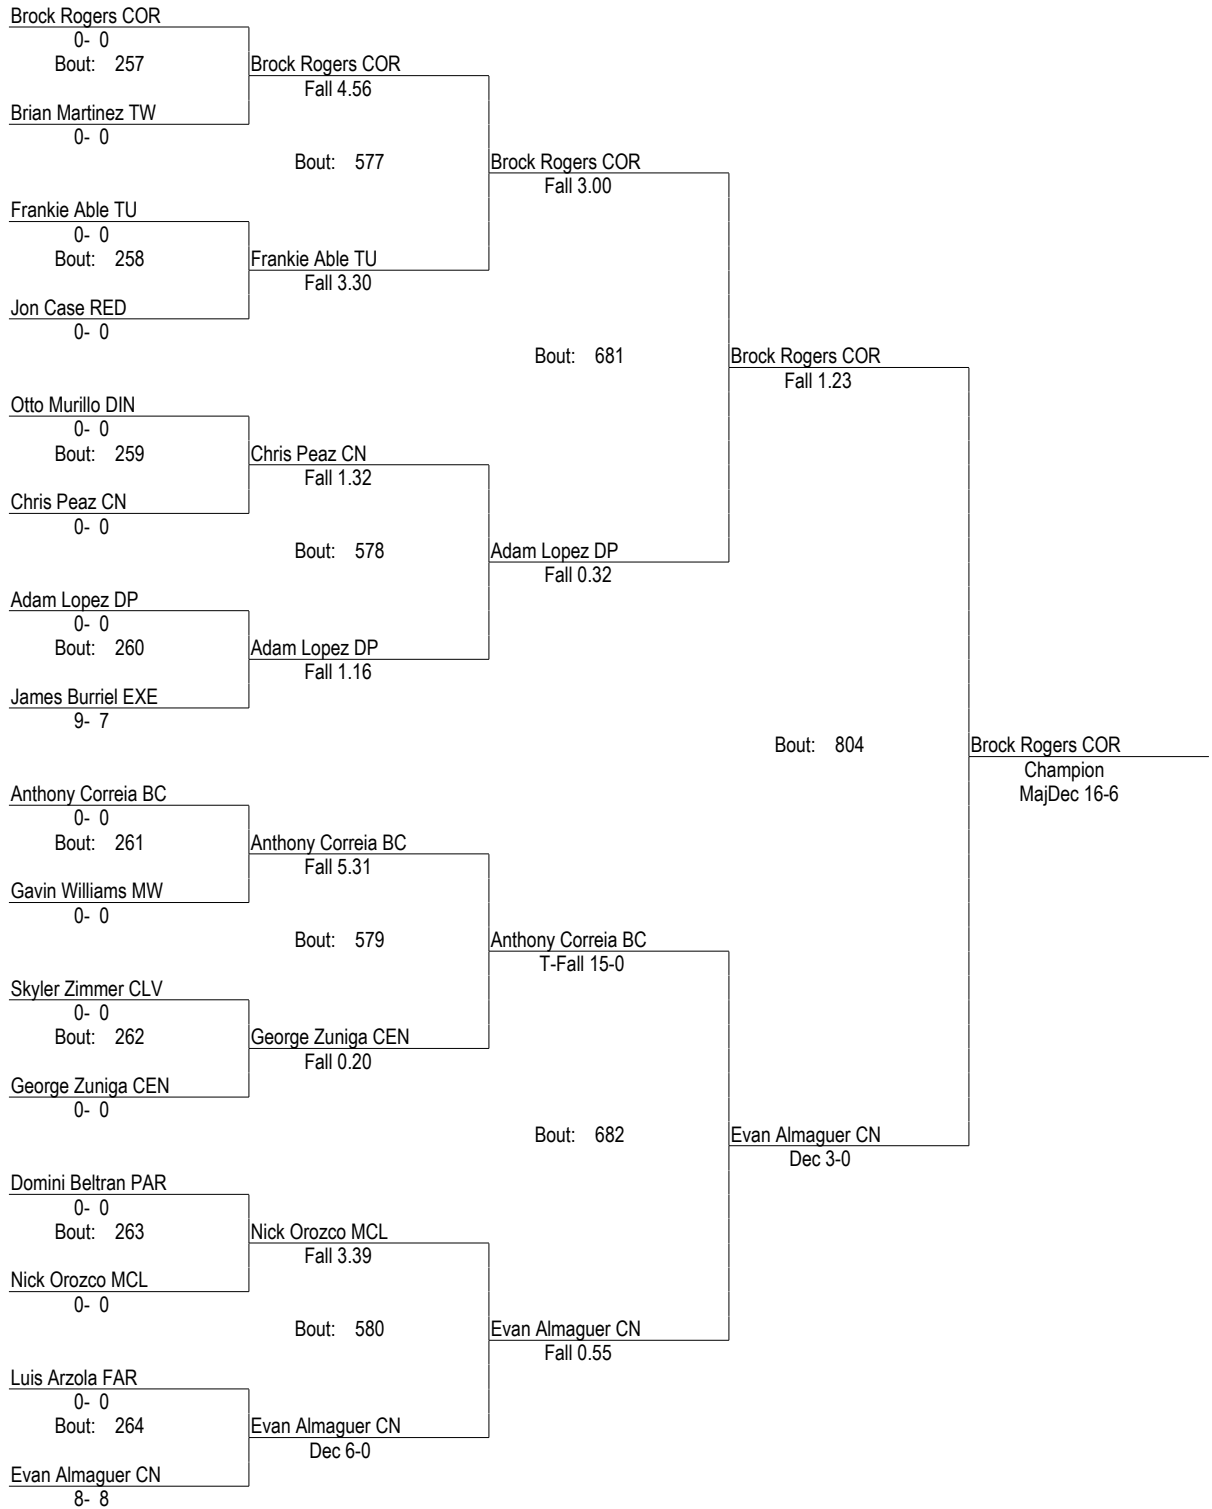 Brock Rogers COR
0- 0
Bout: 257
Brock Rogers COR
Fall 4.56
Brian Martinez TW
0- 0
Bout: 577
Brock Rogers COR
Fall 3.00
Frankie Able TU
0- 0
Bout: 258
Frankie Able TU
Fall 3.30
Jon Case RED
0- 0
Bout: 681
Brock Rogers COR
Fall 1.23
Otto Murillo DIN
0- 0
Bout: 259
Chris Peaz CN
Fall 1.32
Chris Peaz CN
0- 0
Bout: 578
Adam Lopez DP
Fall 0.32
Adam Lopez DP
0- 0
Bout: 260
Adam Lopez DP
Fall 1.16
James Burriel EXE
9- 7
Bout: 804
Brock Rogers COR
Champion
MajDec 16-6
Anthony Correia BC
0- 0
Bout: 261
Anthony Correia BC
Fall 5.31
Gavin Williams MW
0- 0
Bout: 579
Anthony Correia BC
T-Fall 15-0
Skyler Zimmer CLV
0- 0
Bout: 262
George Zuniga CEN
Fall 0.20
George Zuniga CEN
0- 0
Bout: 682
Evan Almaguer CN
Dec 3-0
Domini Beltran PAR
0- 0
Bout: 263
Nick Orozco MCL
Fall 3.39
Nick Orozco MCL
0- 0
Bout: 580
Evan Almaguer CN
Fall 0.55
Luis Arzola FAR
0- 0
Bout: 264
Evan Almaguer CN
Dec 6-0
Evan Almaguer CN
8- 8